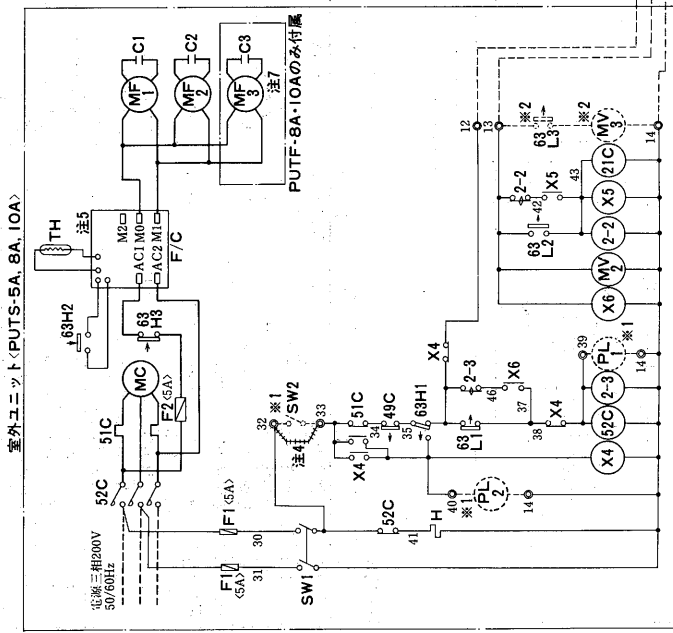 室外ユニット<PUTS-5A, 8A, 10A>
電源三相200V
50/60Hz
52C
51C
MC
F2<5A>
63H2
TH
注5
63
H3
AC1 M0
AC2 M1
M2
F/C
MF
1
C1
MF
2
C2
MF
3
C3
注7
PUTF-8A・10Aのみ付属
F1<5A>
30
F1
<5A>
31
SW1
32
※1
SW2
33
注4
51C
49C
34
63H1
35
X4
52C
41
H
40
※1
PL
2
14
X4
2-3
46
X6
37
63
L1
38
X4
39
※1
PL
1
14
2-3
52C
X4
12
13
2-2
42
X5
43
63
L2
63
L3
※2
※2
MV
3
14
21C
X5
2-2
MV
2
X6